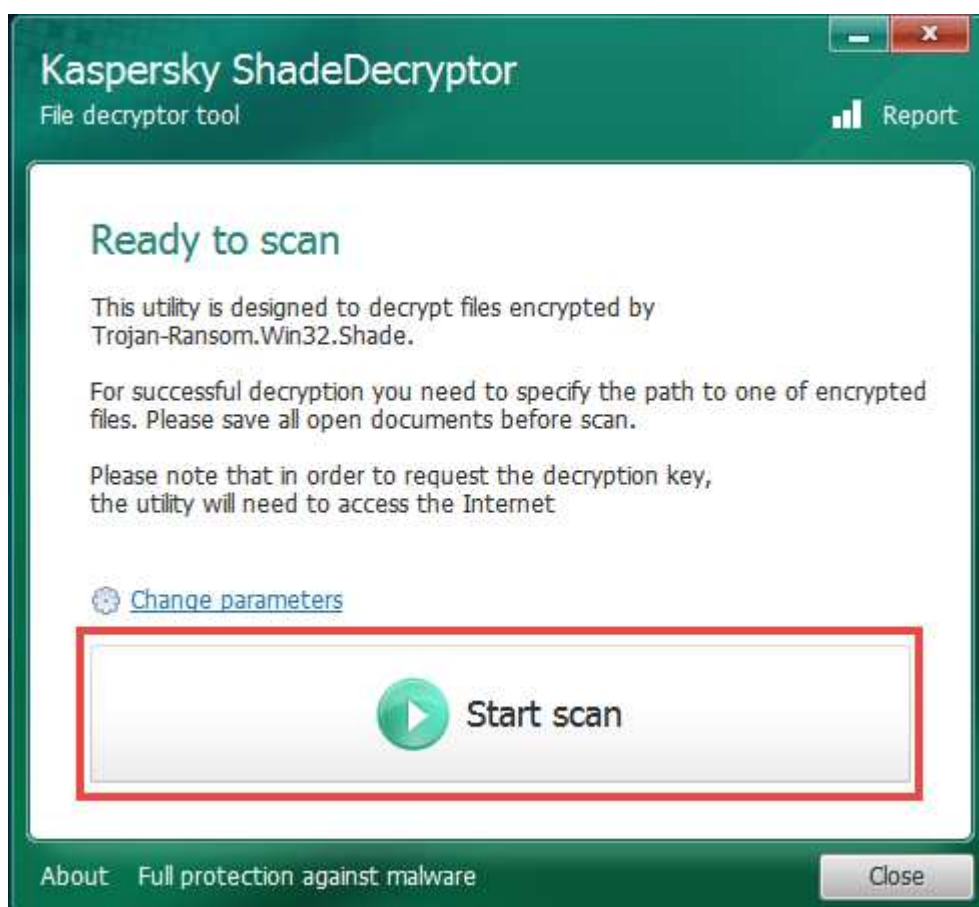 Kaspersky ShadeDecryptor
File decryptor tool
Report
Ready to scan
This utility is designed to decrypt files encrypted by
Trojan-Ransom.Win32.Shade.
For successful decryption you need to specify the path to one of encrypted
files. Please save all open documents before scan.
Please note that in order to request the decryption key,
the utility will need to access the Internet
Change parameters
Start scan
About Full protection against malware Close